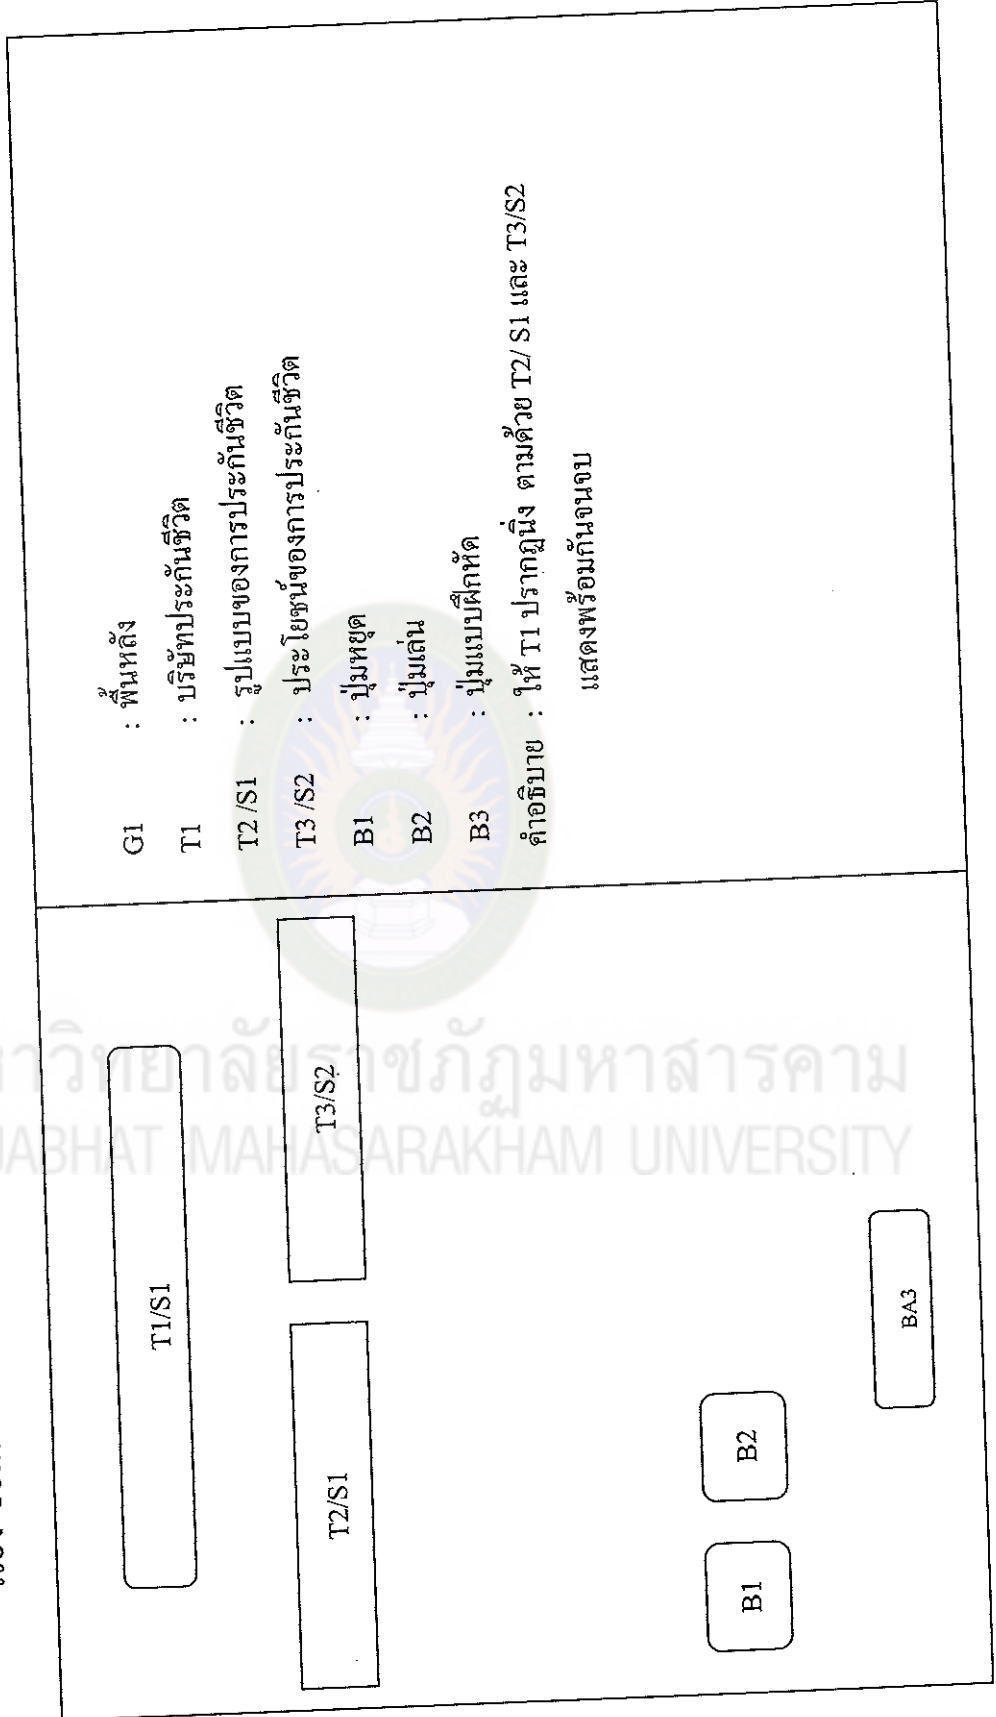 T1/S1
T2/S1
T3/S2
B1
B2
BA3
G1 : พื้นหลัง
T1 : บริษัทประกันชีวิต
T2 /S1 : รูปแบบของการประกันชีวิต
T3 /S2 : ประโยชน์ของการประกันชีวิต
B1 : ปุ่มหยุด
B2 : ปุ่มเล่น
B3 : ปุ่มแบบฝึกหัด
คำอธิบาย : ให้ T1 ปรากฏนิ่ง ตามด้วย T2/ S1 และ T3/S2
แสดงพร้อมกันจนจบ
าวิทยาลัยราชภัฏมหาสารคาม
JABHAT MAHASARAKHAM UNIVERSITY